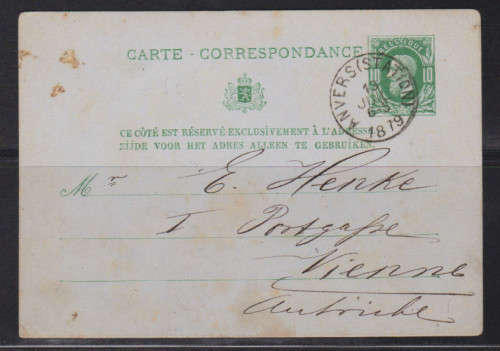 CARTE - CORRESPONDANCE
BELGIQUE
10 10
ANVERS (STATION)
1879
CE CÔTÉ EST RÉSERVÉ EXCLUSIVEMENT À L'ADRESSE
ZIJDE VOOR HET ADRES ALLEEN TE GEBRUIKEN.
Mr E. Henke
I Postgasse
Vienne
Autriche